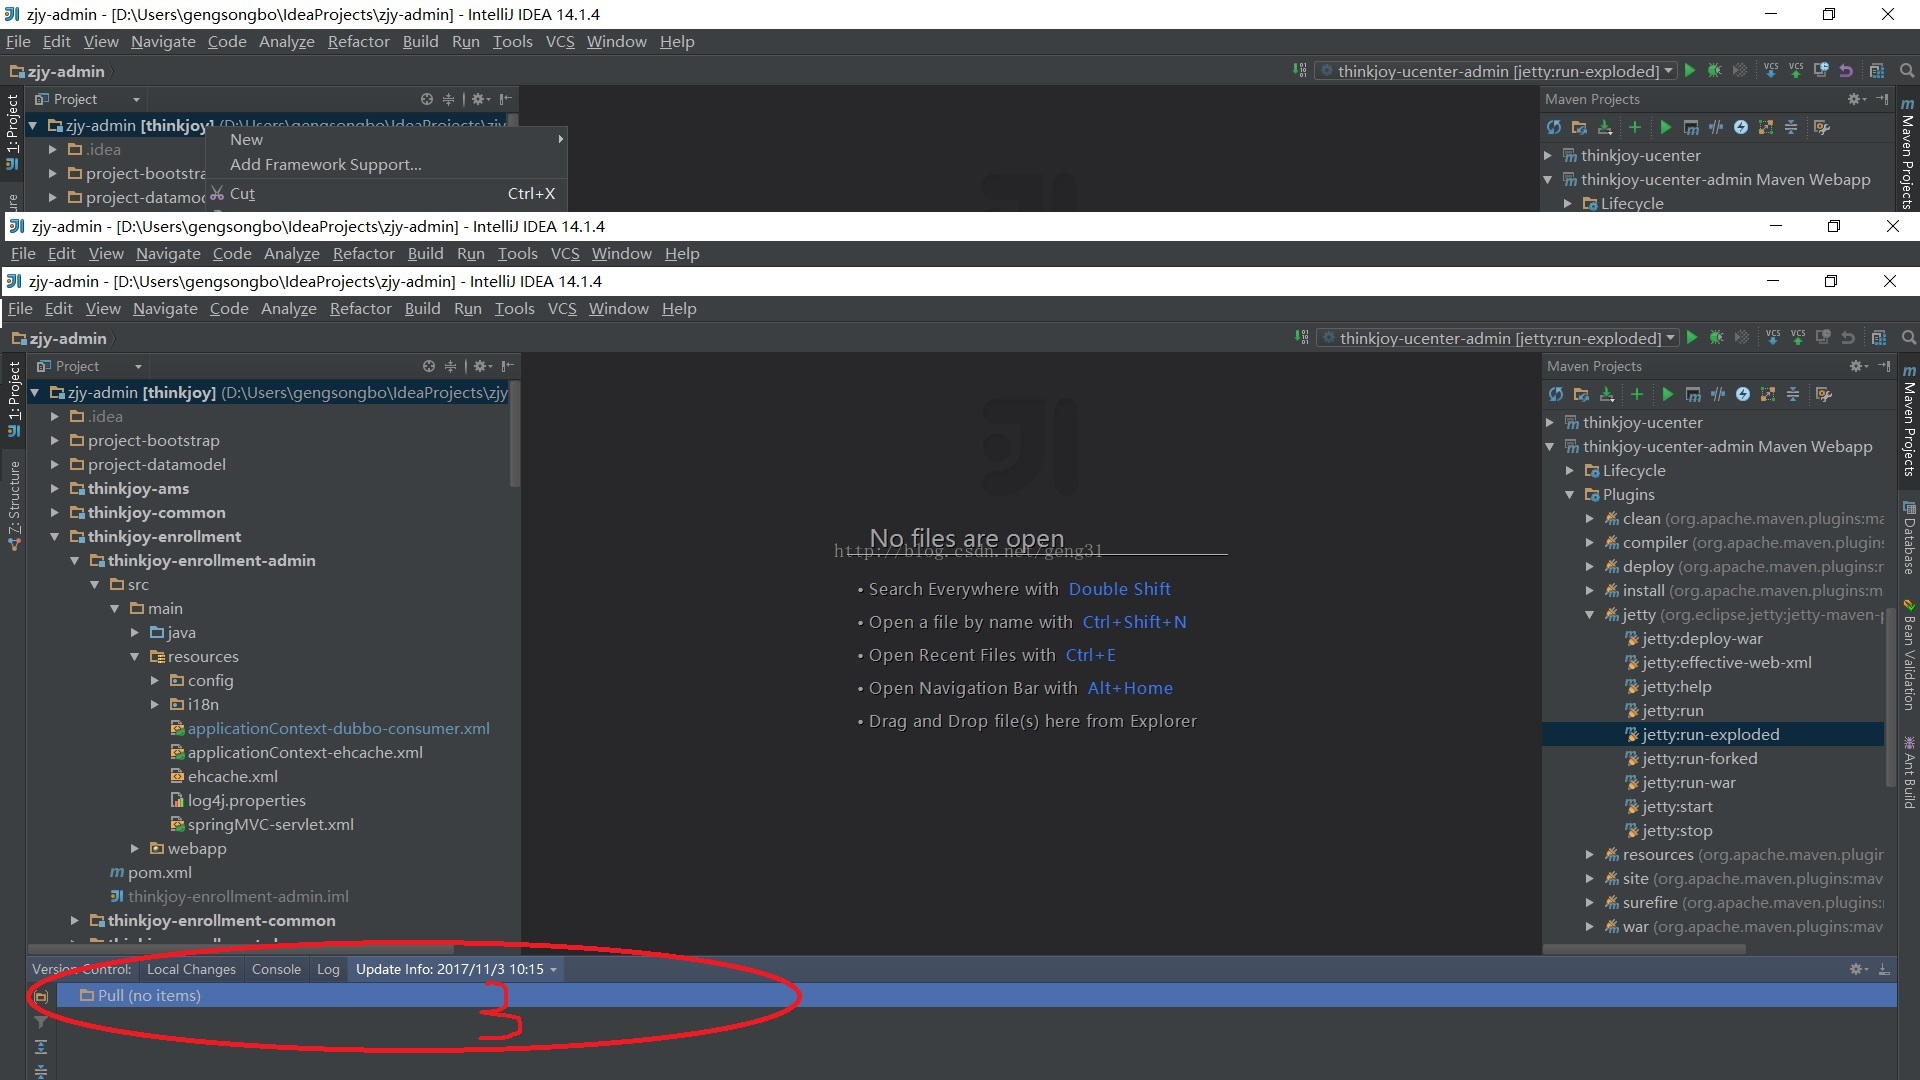 zjy-admin - [D:\Users\gengsongbo\IdeaProjects\zjy-admin] - IntelliJ IDEA 14.1.4
File Edit View Navigate Code Analyze Refactor Build Run Tools VCS Window Help
zjy-admin
thinkjoy-ucenter-admin [jetty:run-exploded]
Project
Maven Projects
1: Project
zjy-admin [thinkjoy] (D:\Users\gengsongbo\IdeaProjects\zjy
.idea
project-bootstra
project-datamod
New
Add Framework Support...
Cut Ctrl+X
thinkjoy-ucenter
thinkjoy-ucenter-admin Maven Webapp
Lifecycle
Maven Projects
zjy-admin - [D:\Users\gengsongbo\IdeaProjects\zjy-admin] - IntelliJ IDEA 14.1.4
File Edit View Navigate Code Analyze Refactor Build Run Tools VCS Window Help
zjy-admin - [D:\Users\gengsongbo\IdeaProjects\zjy-admin] - IntelliJ IDEA 14.1.4
File Edit View Navigate Code Analyze Refactor Build Run Tools VCS Window Help
zjy-admin
thinkjoy-ucenter-admin [jetty:run-exploded]
Project
Maven Projects
1: Project
Z: Structure
zjy-admin [thinkjoy] (D:\Users\gengsongbo\IdeaProjects\zjy
.idea
project-bootstrap
project-datamodel
thinkjoy-ams
thinkjoy-common
thinkjoy-enrollment
thinkjoy-enrollment-admin
src
main
java
resources
config
i18n
applicationContext-dubbo-consumer.xml
applicationContext-ehcache.xml
ehcache.xml
log4j.properties
springMVC-servlet.xml
webapp
pom.xml
thinkjoy-enrollment-admin.iml
thinkjoy-enrollment-common
No files are open
http://blog.csdn.net/geng31
• Search Everywhere with Double Shift
• Open a file by name with Ctrl+Shift+N
• Open Recent Files with Ctrl+E
• Open Navigation Bar with Alt+Home
• Drag and Drop file(s) here from Explorer
thinkjoy-ucenter
thinkjoy-ucenter-admin Maven Webapp
Lifecycle
Plugins
clean (org.apache.maven.plugins:ma
compiler (org.apache.maven.plugins
deploy (org.apache.maven.plugins:r
install (org.apache.maven.plugins:m
jetty (org.eclipse.jetty:jetty-maven-p
jetty:deploy-war
jetty:effective-web-xml
jetty:help
jetty:run
jetty:run-exploded
jetty:run-forked
jetty:run-war
jetty:start
jetty:stop
resources (org.apache.maven.plugir
site (org.apache.maven.plugins:mav
surefire (org.apache.maven.plugins:
war (org.apache.maven.plugins:mav
Maven Projects
Database
Bean Validation
Ant Build
Version Control: Local Changes Console Log Update Info: 2017/11/3 10:15
Pull (no items)
3